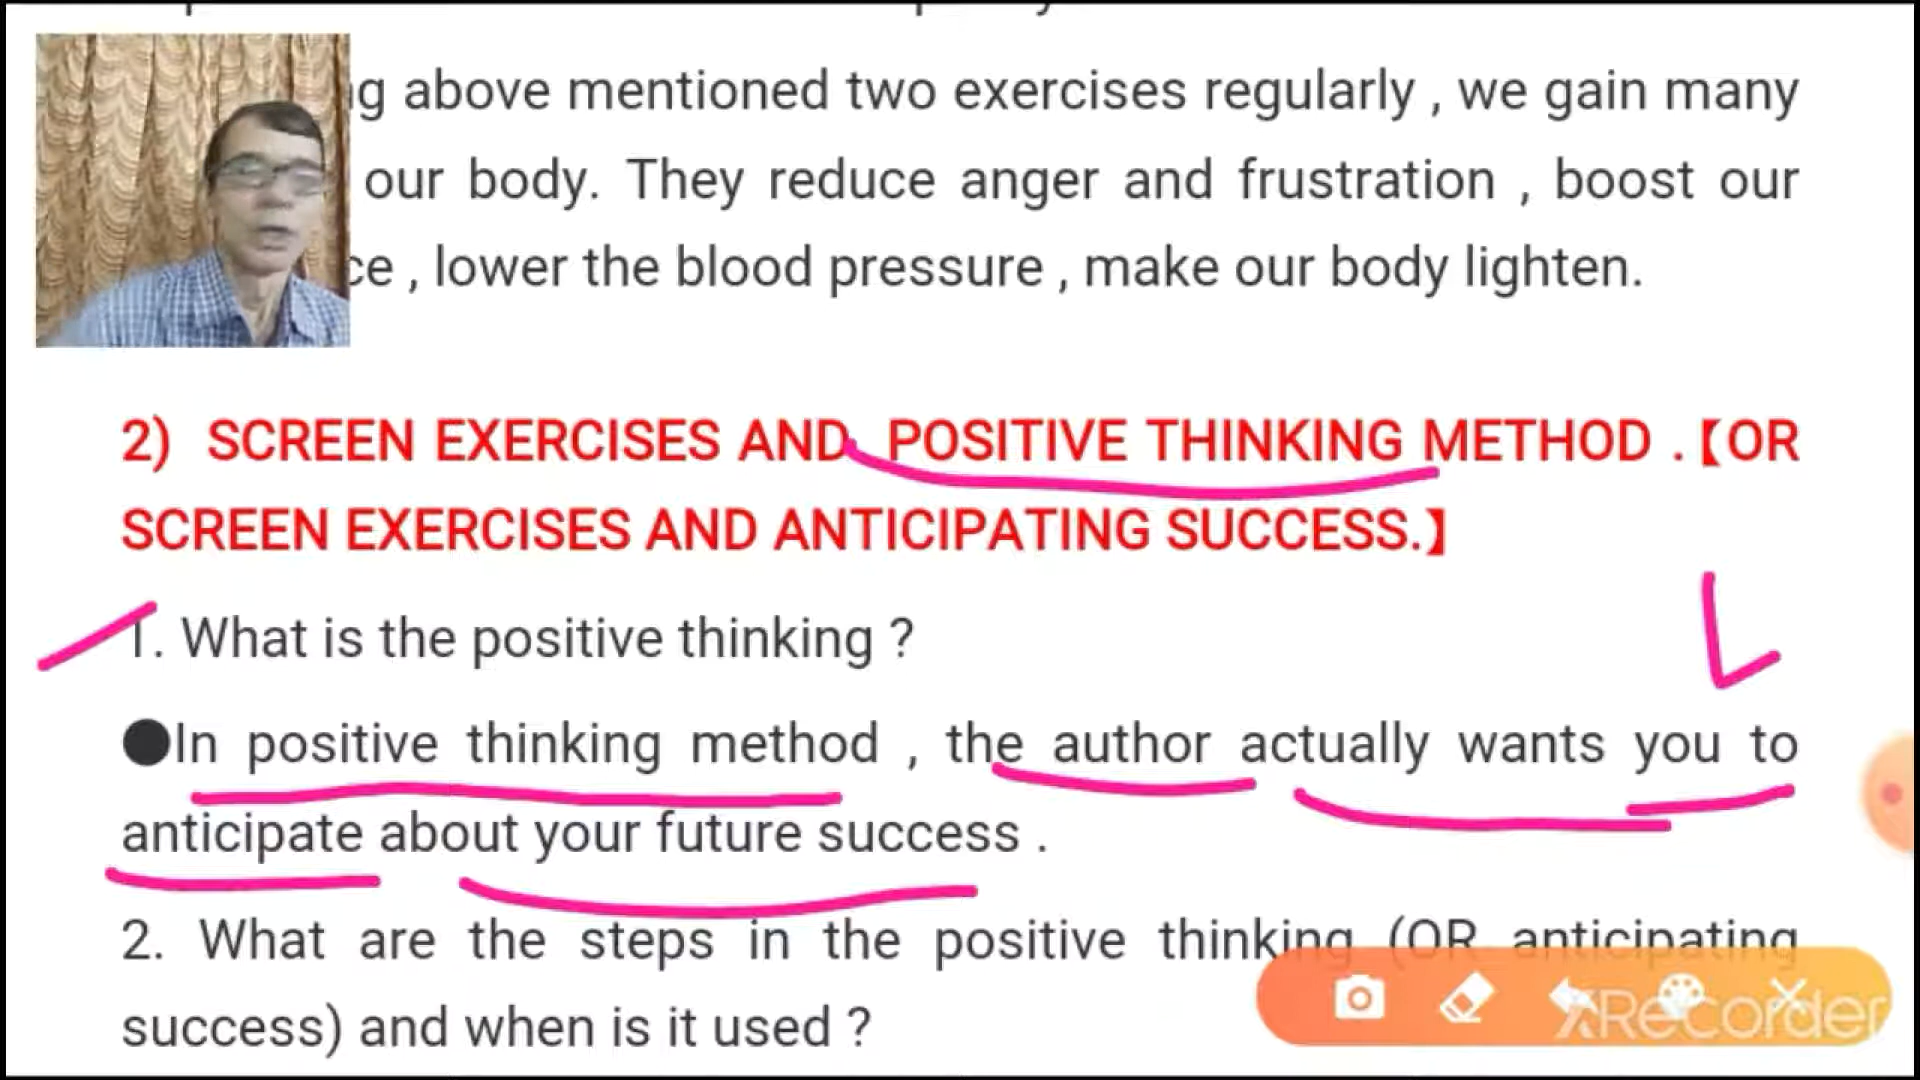 above mentioned two exercises regularly , we gain many
our body. They reduce anger and frustration , boost our
, lower the blood pressure , make our body lighten.
2) SCREEN EXERCISES AND POSITIVE THINKING METHOD .【OR
SCREEN EXERCISES AND ANTICIPATING SUCCESS.】
1. What is the positive thinking ?
●In positive thinking method , the author actually wants you to
anticipate about your future success .
2. What are the steps in the positive thinking (OR anticipating
success) and when is it used ?
XRecorder